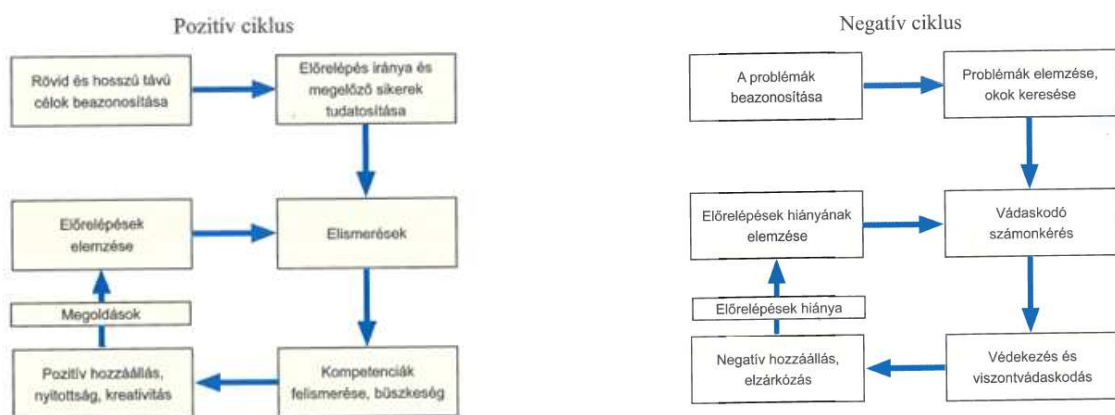 Pozitív ciklus
Rövid és hosszú távú
célok beazonosítása
Előrelépés iránya és
megelőző sikerek
tudatosítása
Előrelépések
elemzése
Elismerések
Megoldások
Pozitív hozzáállás,
nyitottság, kreativitás
Kompetenciák
felismerése, büszkeség
Negatív ciklus
A problémák
beazonosítása
Problémák elemzése,
okok keresése
Előrelépések hiányának
elemzése
Vádaskodó
számonkérés
Előrelépések hiánya
Negatív hozzáállás,
elzárkózás
Védekezés és
viszontvádaskodás